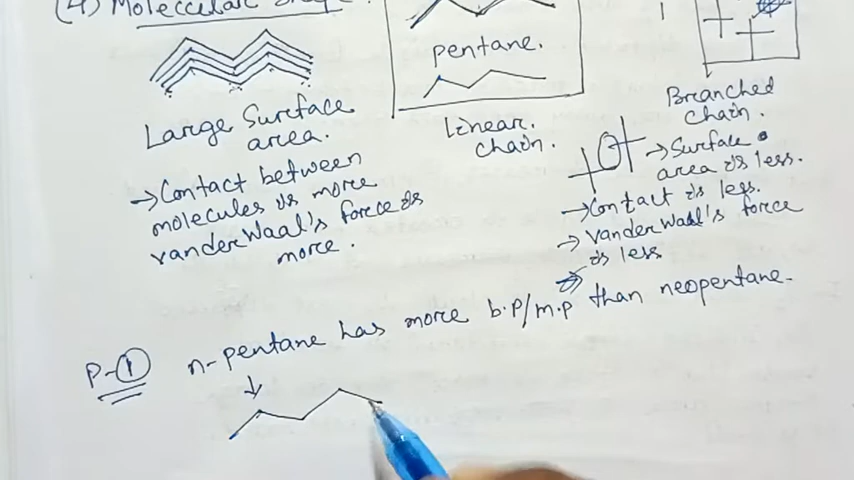 (4) Molecular Shape
Large Surface
area.
→ Contact between
molecules is more
vanderWaal's force is
more.
pentane.
Linear
chain.
Branched
chain.
→ Surface
area is less.
→ Contact is less.
→ vanderWaal's force
is less
P-① n-pentane has more b.p/m.p than neopentane.